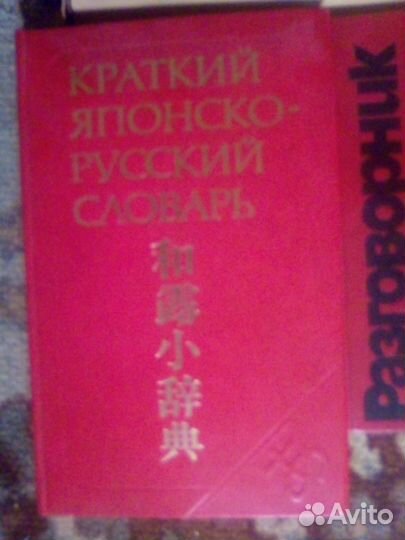 КРАТКИЙ
ЯПОНСКО-
РУССКИЙ
СЛОВАРЬ
和露小辞典
Разговорник
Avito